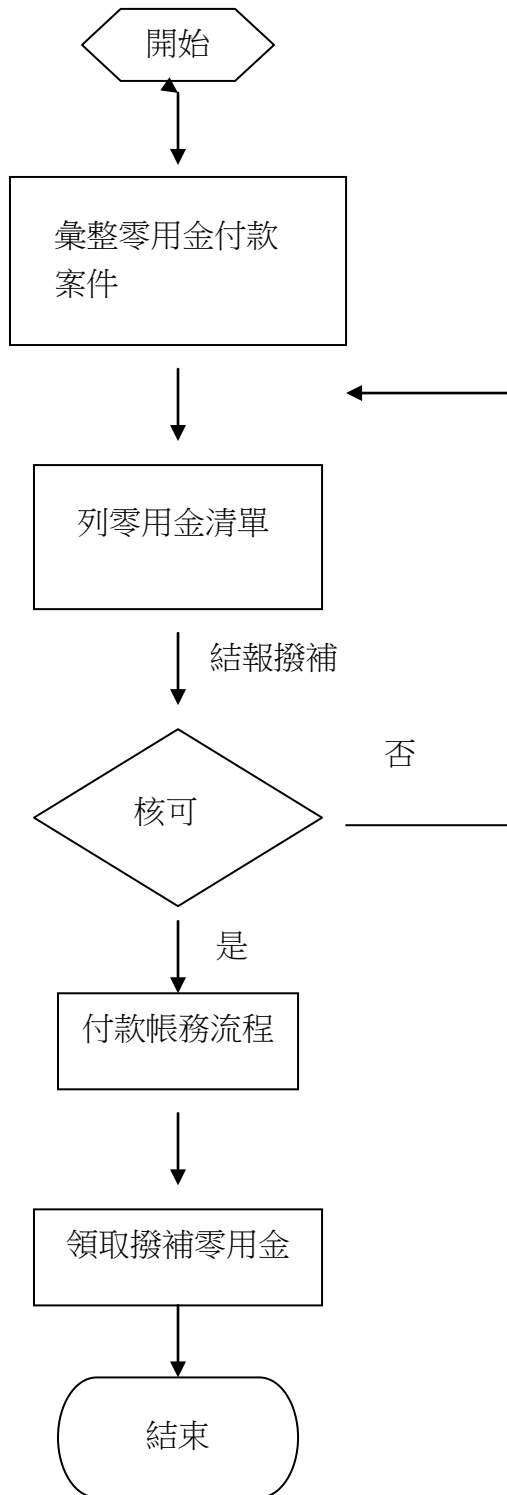 開始
彙整零用金付款
案件
列零用金清單
結報撥補
否
核可
是
付款帳務流程
領取撥補零用金
結束